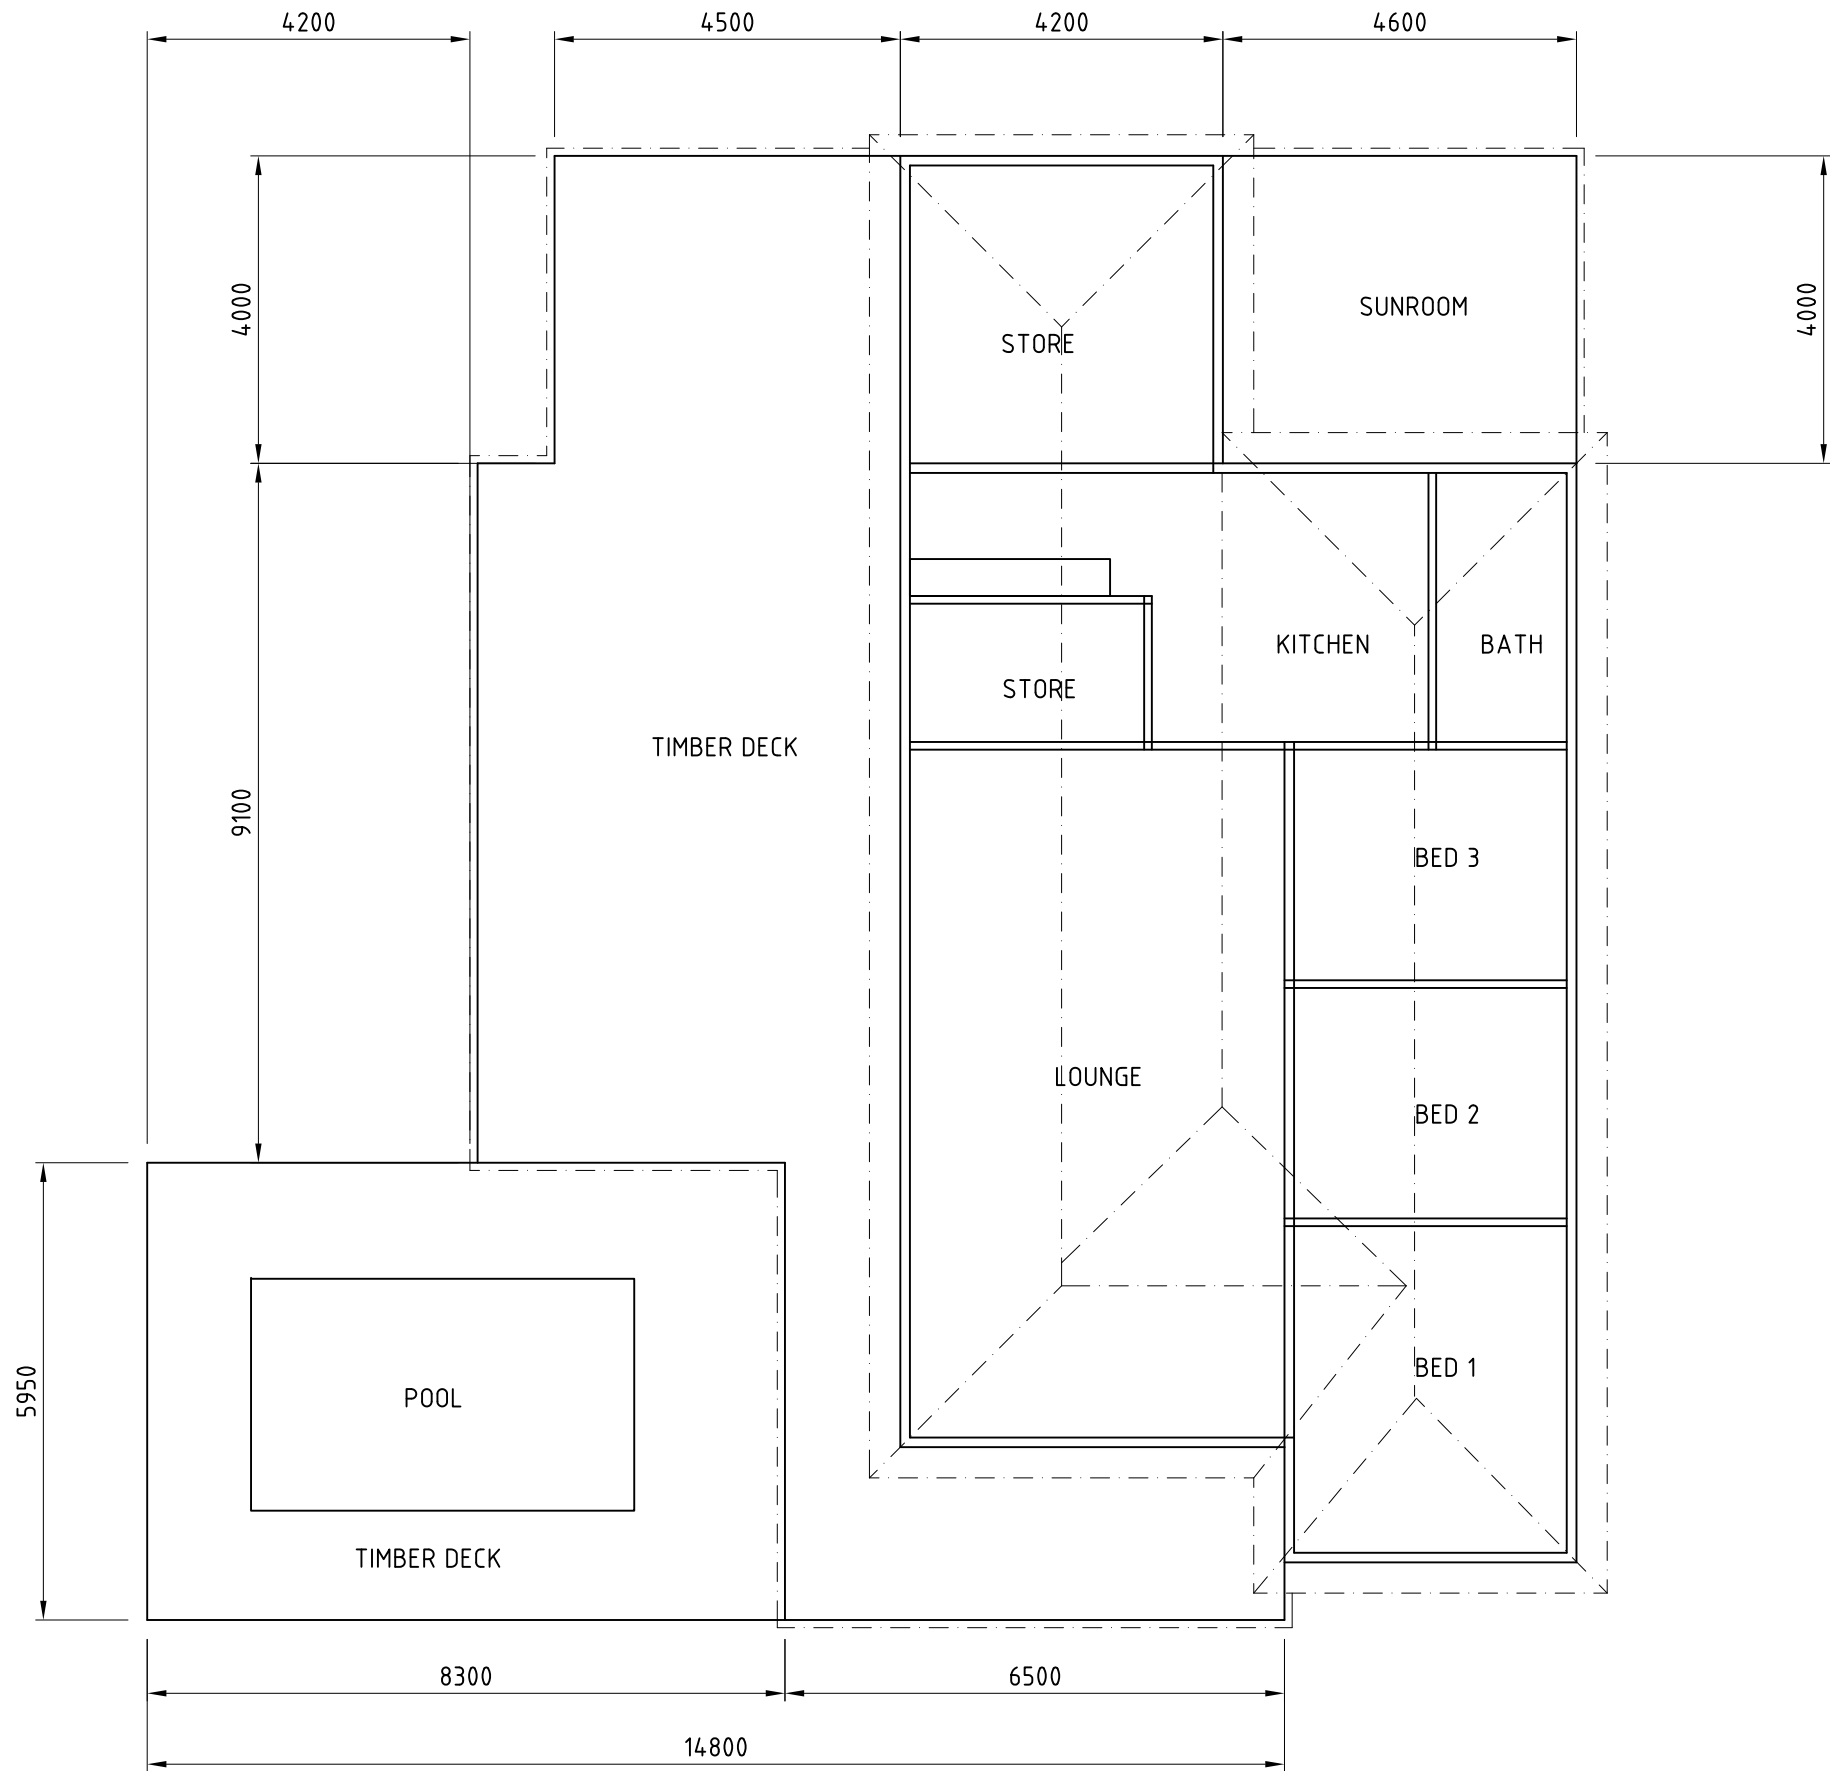 4200
4500
4200
4600
4000
SUNROOM
4000
STORE
KITCHEN
BATH
STORE
TIMBER DECK
9100
BED 3
LOUNGE
BED 2
BED 1
5950
POOL
TIMBER DECK
8300
6500
14800